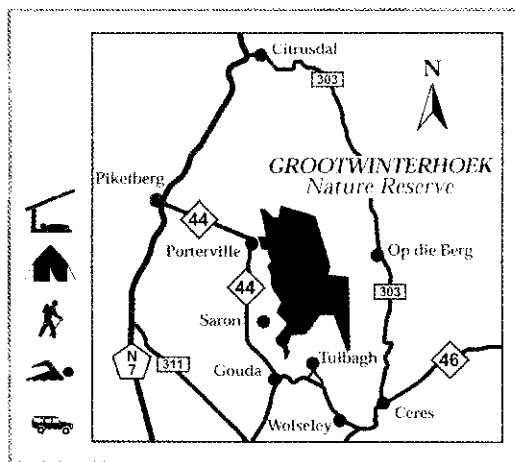 Citrusdal
303
N
GROOTWINTERHOEK
Nature Reserve
Piketberg
44
Porterville
Op die Berg
44
303
Saron
N
7
311
Tulbagh
46
Gouda
Ceres
Wolseley